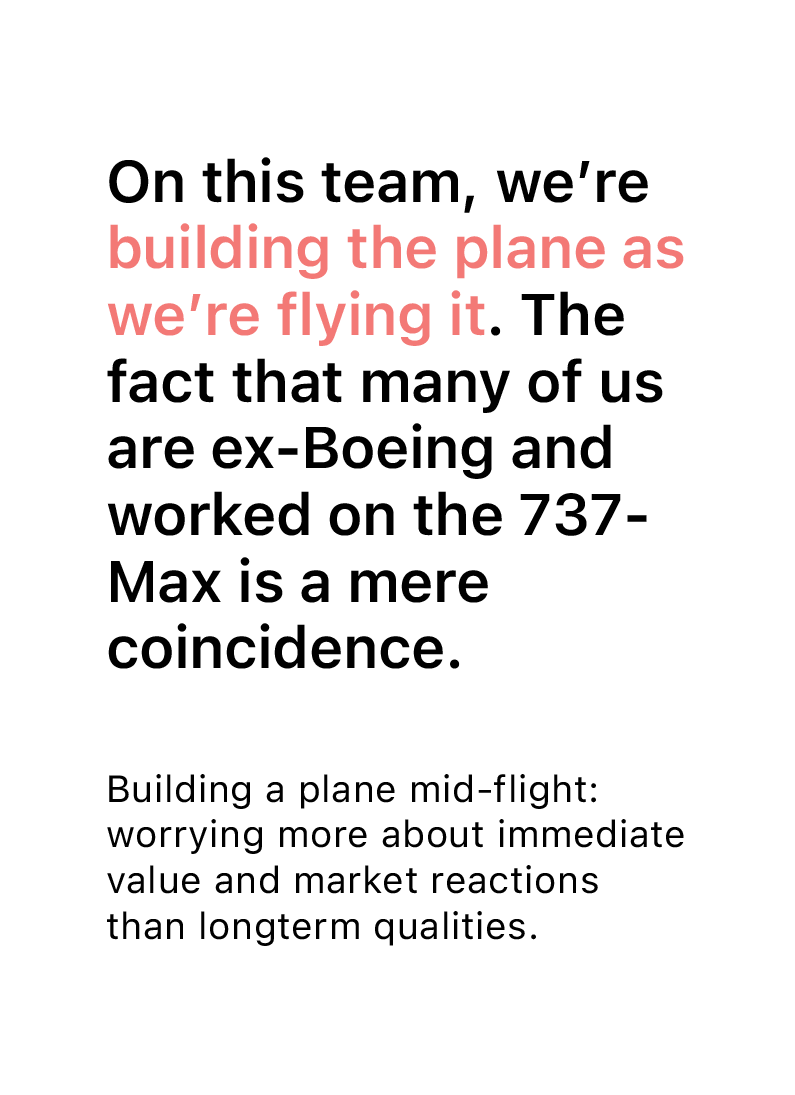 On this team, we’re
building the plane as
we’re flying it. The
fact that many of us
are ex-Boeing and
worked on the 737-
Max is a mere
coincidence.
Building a plane mid-flight:
worrying more about immediate
value and market reactions
than longterm qualities.